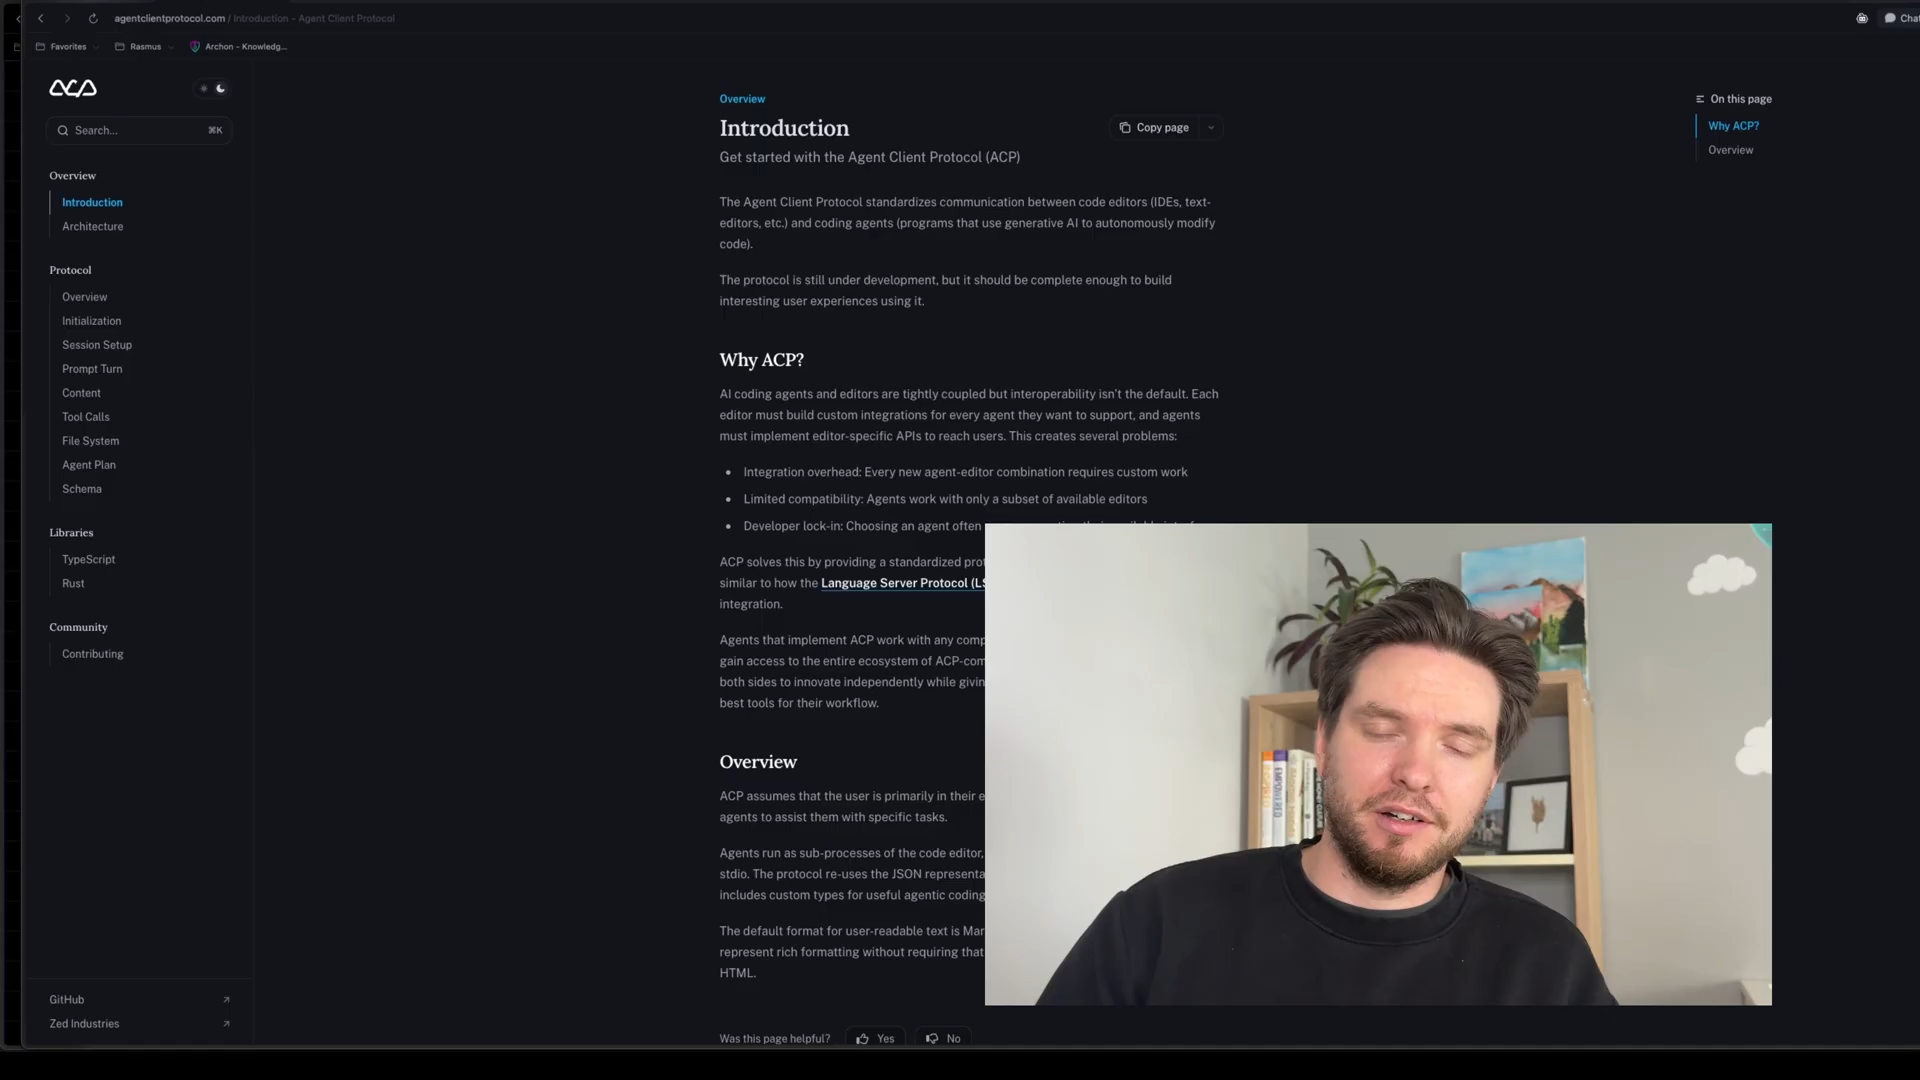 agentclientprotocol.com / Introduction - Agent Client Protocol
Chat
Favorites
Rasmus
Archon - Knowledg...
Search...
⌘K
Overview
Introduction
Architecture
Protocol
Overview
Initialization
Session Setup
Prompt Turn
Content
Tool Calls
File System
Agent Plan
Schema
Libraries
TypeScript
Rust
Community
Contributing
GitHub
Zed Industries
Overview
Introduction
Copy page
Get started with the Agent Client Protocol (ACP)
The Agent Client Protocol standardizes communication between code editors (IDEs, text-
editors, etc.) and coding agents (programs that use generative AI to autonomously modify
code).
The protocol is still under development, but it should be complete enough to build
interesting user experiences using it.
Why ACP?
AI coding agents and editors are tightly coupled but interoperability isn't the default. Each
editor must build custom integrations for every agent they want to support, and agents
must implement editor-specific APIs to reach users. This creates several problems:
• Integration overhead: Every new agent-editor combination requires custom work
• Limited compatibility: Agents work with only a subset of available editors
• Developer lock-in: Choosing an agent often
ACP solves this by providing a standardized prot
similar to how the Language Server Protocol (LS
integration.
Agents that implement ACP work with any comp
gain access to the entire ecosystem of ACP-com
both sides to innovate independently while givin
best tools for their workflow.
Overview
ACP assumes that the user is primarily in their e
agents to assist them with specific tasks.
Agents run as sub-processes of the code editor,
stdio. The protocol re-uses the JSON representa
includes custom types for useful agentic coding
The default format for user-readable text is Mar
represent rich formatting without requiring that
HTML.
Was this page helpful?
Yes
No
On this page
Why ACP?
Overview
EMPOWERED